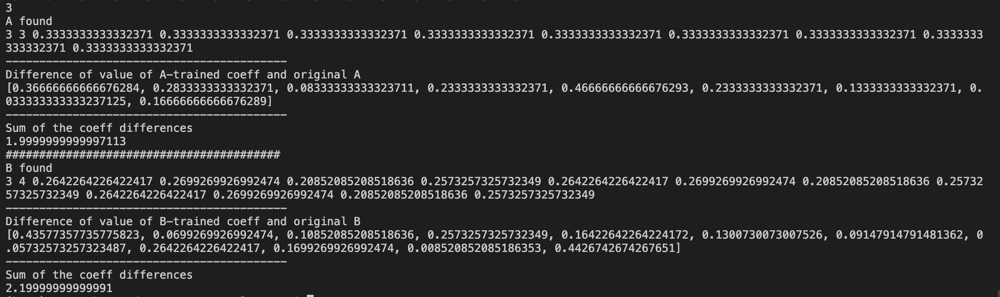 3
A found
3 3 0.3333333333332371 0.3333333333332371 0.3333333333332371 0.3333333333332371 0.3333333333332371 0.3333333333332371 0.3333333333332371 0.3333333
333332371 0.3333333333332371
------------------------------------------
Difference of value of A-trained coeff and original A
[0.36666666666676284, 0.2833333333332371, 0.08333333333323711, 0.2333333333332371, 0.46666666666676293, 0.2333333333332371, 0.1333333333332371, 0.
033333333333237125, 0.16666666666676289]
------------------------------------------
Sum of the coeff differences
1.9999999999997113
#########################################
B found
3 4 0.2642264226422417 0.2699269926992474 0.20852085208518636 0.2573257325732349 0.2642264226422417 0.2699269926992474 0.20852085208518636 0.25732
57325732349 0.2642264226422417 0.2699269926992474 0.20852085208518636 0.2573257325732349
------------------------------------------
Difference of value of B-trained coeff and original B
[0.43577357735775823, 0.0699269926992474, 0.10852085208518636, 0.2573257325732349, 0.16422642264224172, 0.1300730073007526, 0.09147914791481362, 0
.05732573257323487, 0.2642264226422417, 0.1699269926992474, 0.008520852085186353, 0.4426742674267651]
------------------------------------------
Sum of the coeff differences
2.19999999999991